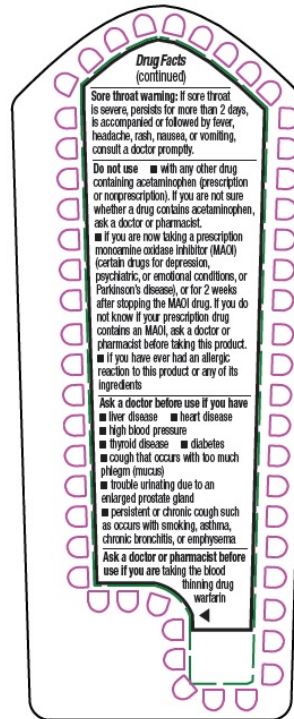 Drug Facts
(continued)
Sore throat warning: If sore throat
is severe, persists for more than 2 days,
is accompanied or followed by fever,
headache, rash, nausea, or vomiting,
consult a doctor promptly.
Do not use ■ with any other drug
containing acetaminophen (prescription
or nonprescription). If you are not sure
whether a drug contains acetaminophen,
ask a doctor or pharmacist.
■ if you are now taking a prescription
monoamine oxidase inhibitor (MAOI)
(certain drugs for depression,
psychiatric, or emotional conditions, or
Parkinson's disease), or for 2 weeks
after stopping the MAOI drug. If you do
not know if your prescription drug
contains an MAOI, ask a doctor or
pharmacist before taking this product.
■ if you have ever had an allergic
reaction to this product or any of its
ingredients
Ask a doctor before use if you have
■ liver disease ■ heart disease
■ high blood pressure
■ thyroid disease ■ diabetes
■ cough that occurs with too much
phlegm (mucus)
■ trouble urinating due to an
enlarged prostate gland
■ persistent or chronic cough such
as occurs with smoking, asthma,
chronic bronchitis, or emphysema
Ask a doctor or pharmacist before
use if you are taking the blood
thinning drug
warfarin